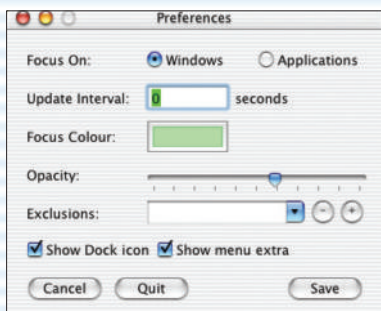 Preferences
Focus On: Windows Applications
Update Interval: 0 seconds
Focus Colour:
Opacity:
Exclusions:
Show Dock icon Show menu extra
Cancel Quit Save